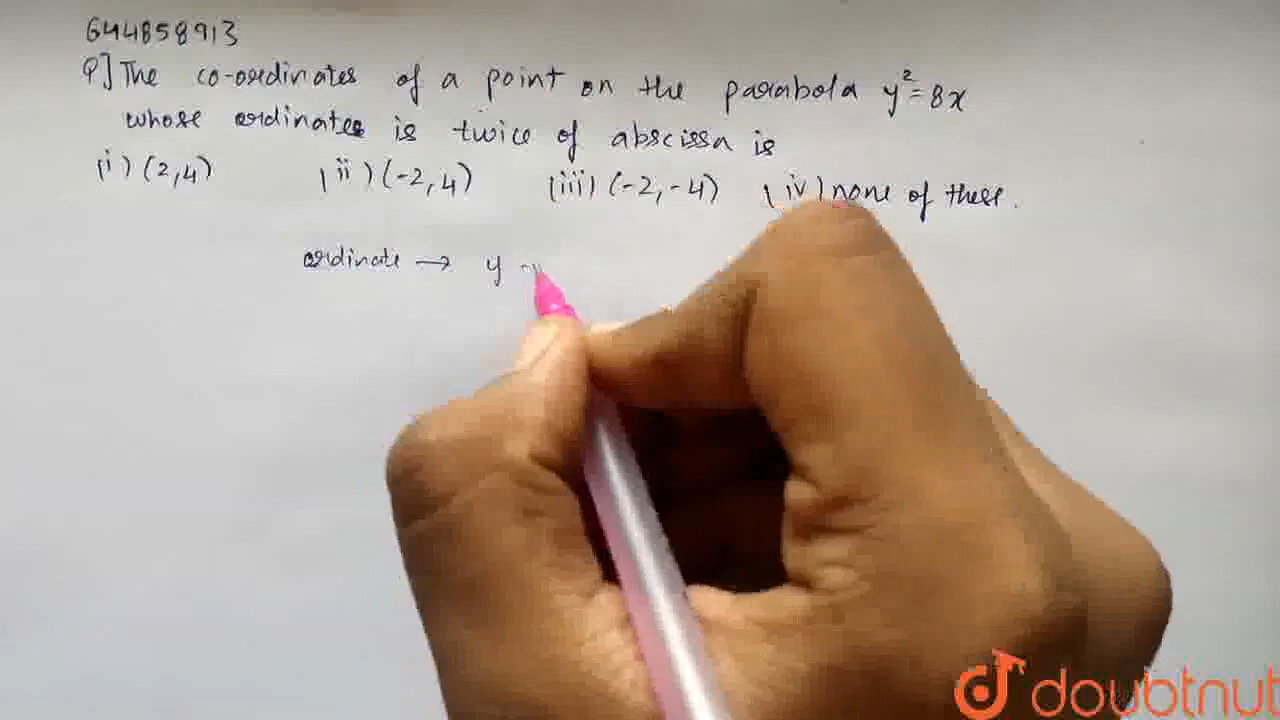 644858913
Q] The co-ordinates of a point on the parabola y²=8x
whose ordinates is twice of abscissa is
(i) (2,4) (ii) (-2,4) (iii) (-2,-4) (iv) none of these.
ordinate → y
doubtnut